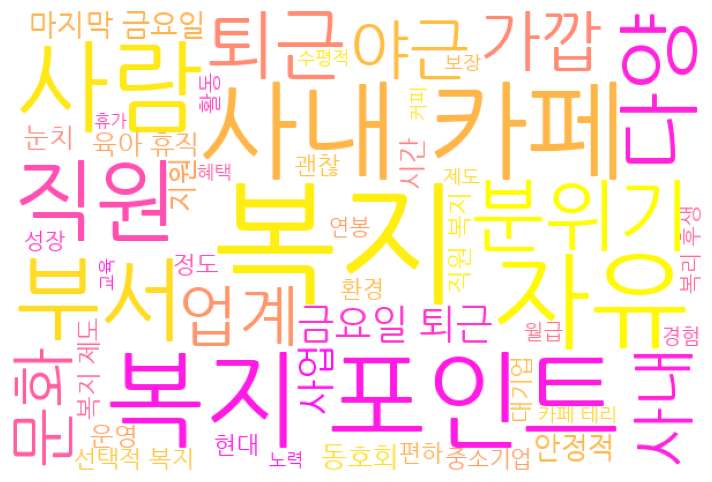 마지막 금요일
퇴근
야근
가깝
다양
사람
수평적
보장
활동
휴가
사내 카페
커피
눈치
육아 휴직
지원
혜택
괜찮
시간
제도
직원
복지
분위기
직원 복지
복리 후생
성장
연봉
정도
교육
환경
부서
업계
자유
금요일 퇴근
월급
경험
문화
복지 제도
복지 포인트
사업
대기업
사내
카페 테리
운영
선택적 복지
현대
노력
동호회
편하
중소기업
안정적